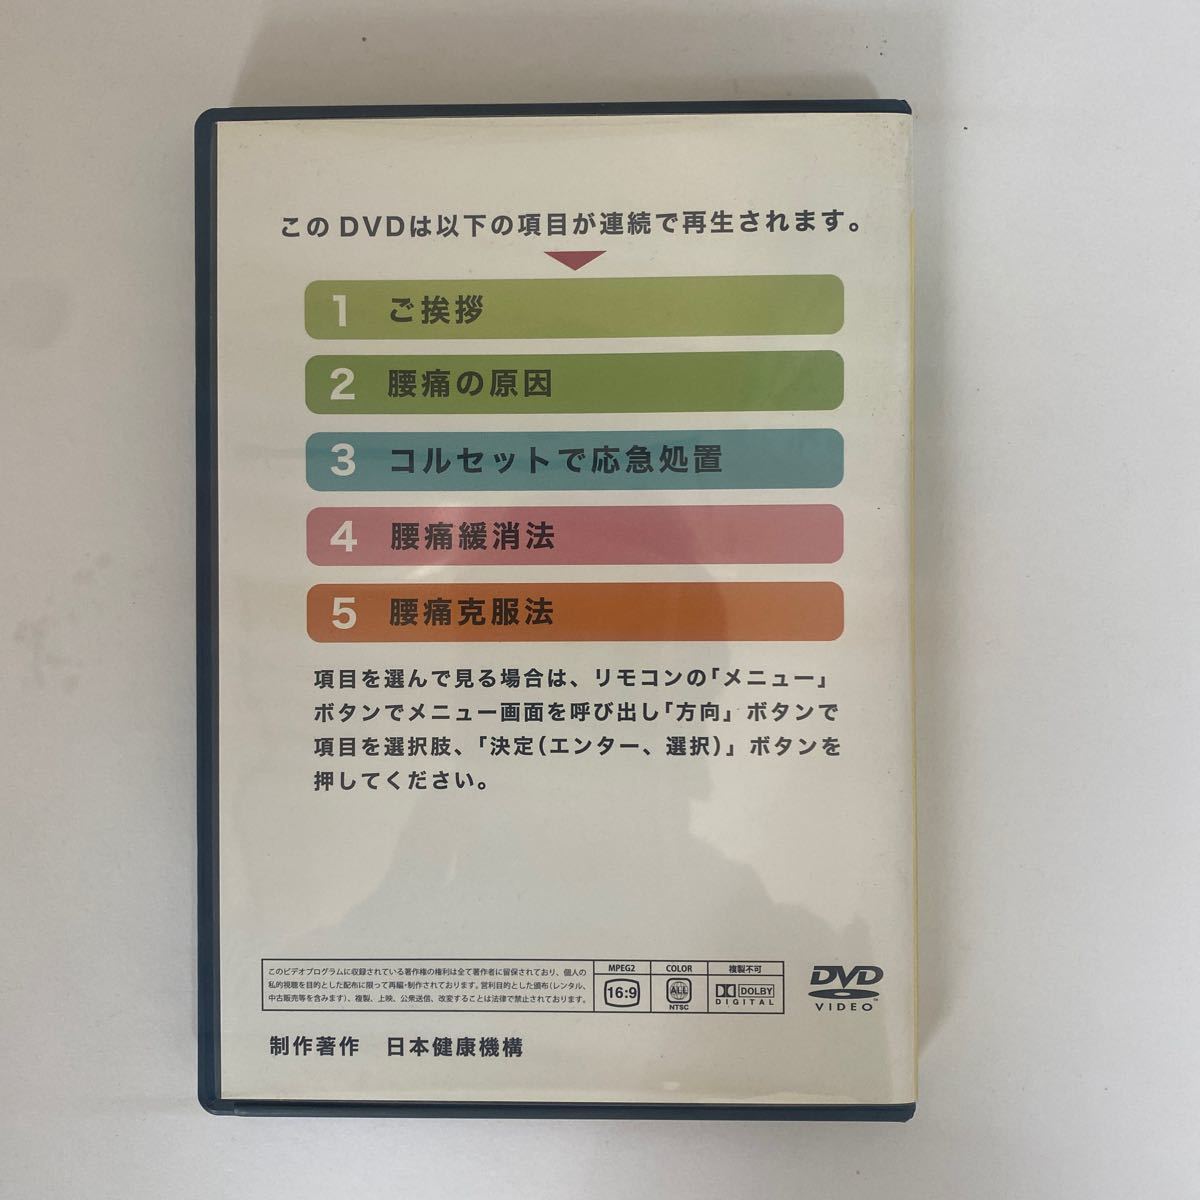 このDVDは以下の項目が連続で再生されます。
1 ご挨拶
2 腰痛の原因
3 コルセットで応急処置
4 腰痛緩消法
5 腰痛克服法
項目を選んで見る場合は、リモコンの「メニュー」
ボタンでメニュー画面を呼び出し「方向」ボタンで
項目を選択肢、「決定(エンター、選択)」ボタンを
押してください。
このビデオプログラムに収録されている著作権の権利は全て著作者に留保されており、個人の
私的視聴を目的とした配布に限って再編・制作されております。営利目的とした頒布(レンタル、
中古販売等を含みます)、複製、上映、公衆送信、改変することは法律で禁止されております。
MPEG2
16:9
COLOR
ALL
NTSC
複製不可
DOLBY
DIGITAL
DVD
VIDEO
TM
制作著作 日本健康機構